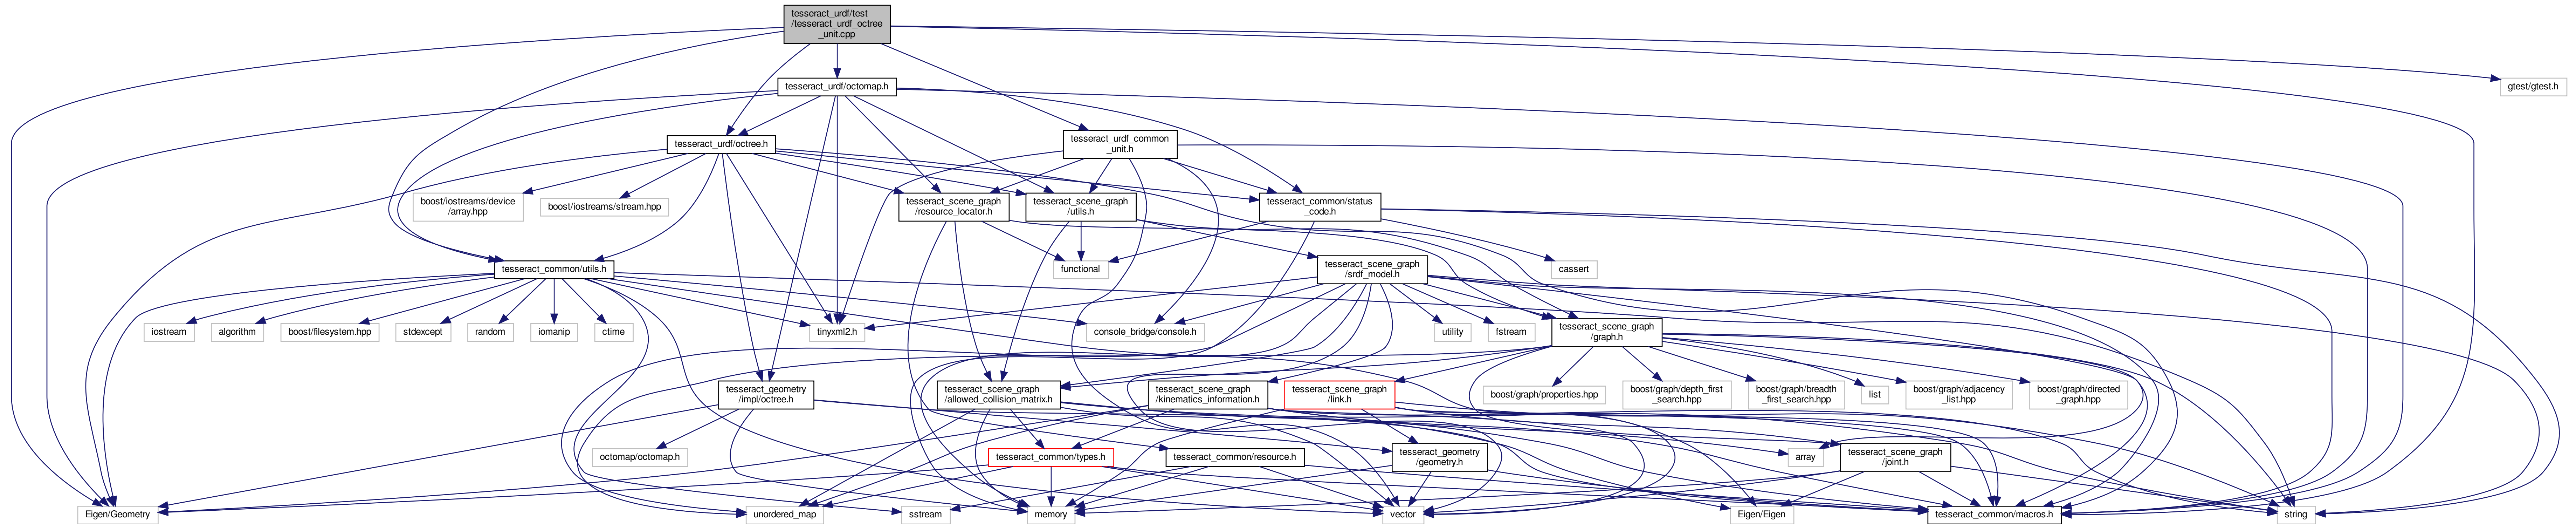 tesseract_urdf/test
/tesseract_urdf_octree
_unit.cpp
tesseract_urdf/octomap.h
gtest/gtest.h
tesseract_urdf/octree.h
tesseract_urdf_common
_unit.h
boost/iostreams/device
/array.hpp
boost/iostreams/stream.hpp
tesseract_scene_graph
/resource_locator.h
tesseract_scene_graph
/utils.h
tesseract_common/status
_code.h
tesseract_common/utils.h
functional
tesseract_scene_graph
/srdf_model.h
cassert
iostream
algorithm
boost/filesystem.hpp
stdexcept
random
iomanip
ctime
tinyxml2.h
console_bridge/console.h
utility
fstream
tesseract_scene_graph
/graph.h
tesseract_geometry
/impl/octree.h
tesseract_scene_graph
/allowed_collision_matrix.h
tesseract_scene_graph
/kinematics_information.h
tesseract_scene_graph
/link.h
boost/graph/properties.hpp
boost/graph/depth_first
_search.hpp
boost/graph/breadth
_first_search.hpp
list
boost/graph/adjacency
_list.hpp
boost/graph/directed
_graph.hpp
octomap/octomap.h
tesseract_common/types.h
tesseract_common/resource.h
tesseract_geometry
/geometry.h
array
tesseract_scene_graph
/joint.h
Eigen/Geometry
unordered_map
sstream
memory
vector
Eigen/Eigen
tesseract_common/macros.h
string